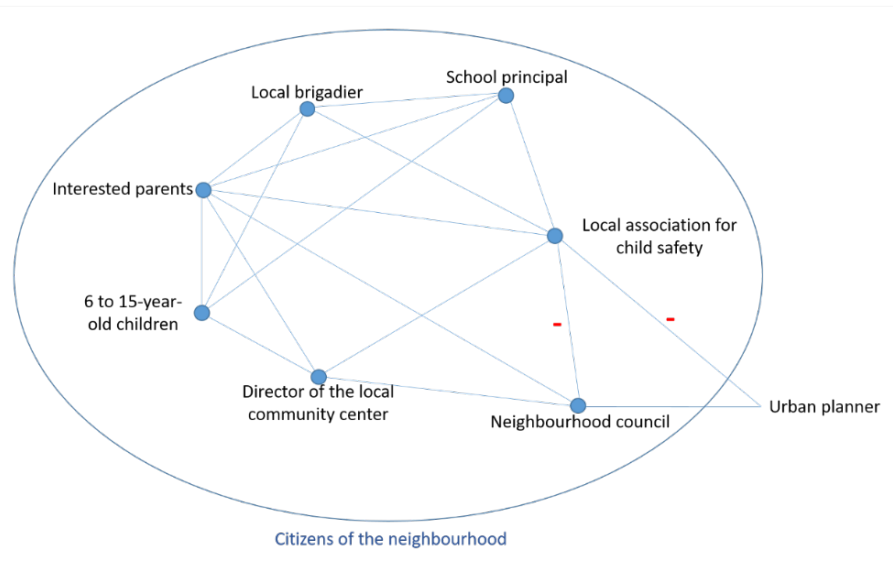 School principal
Local brigadier
Interested parents
Local association for
child safety
6 to 15-year-
old children
-
-
Director of the local
community center
Neighbourhood council
Urban planner
Citizens of the neighbourhood